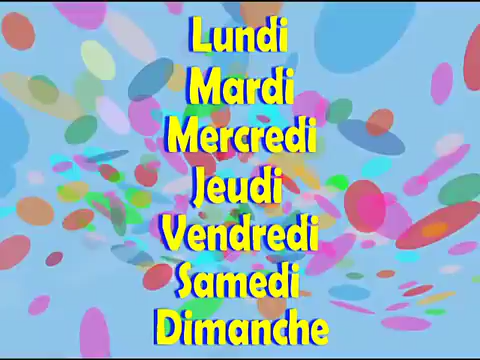 Lundi
Mardi
Mercredi
Jeudi
Vendredi
Samedi
Dimanche